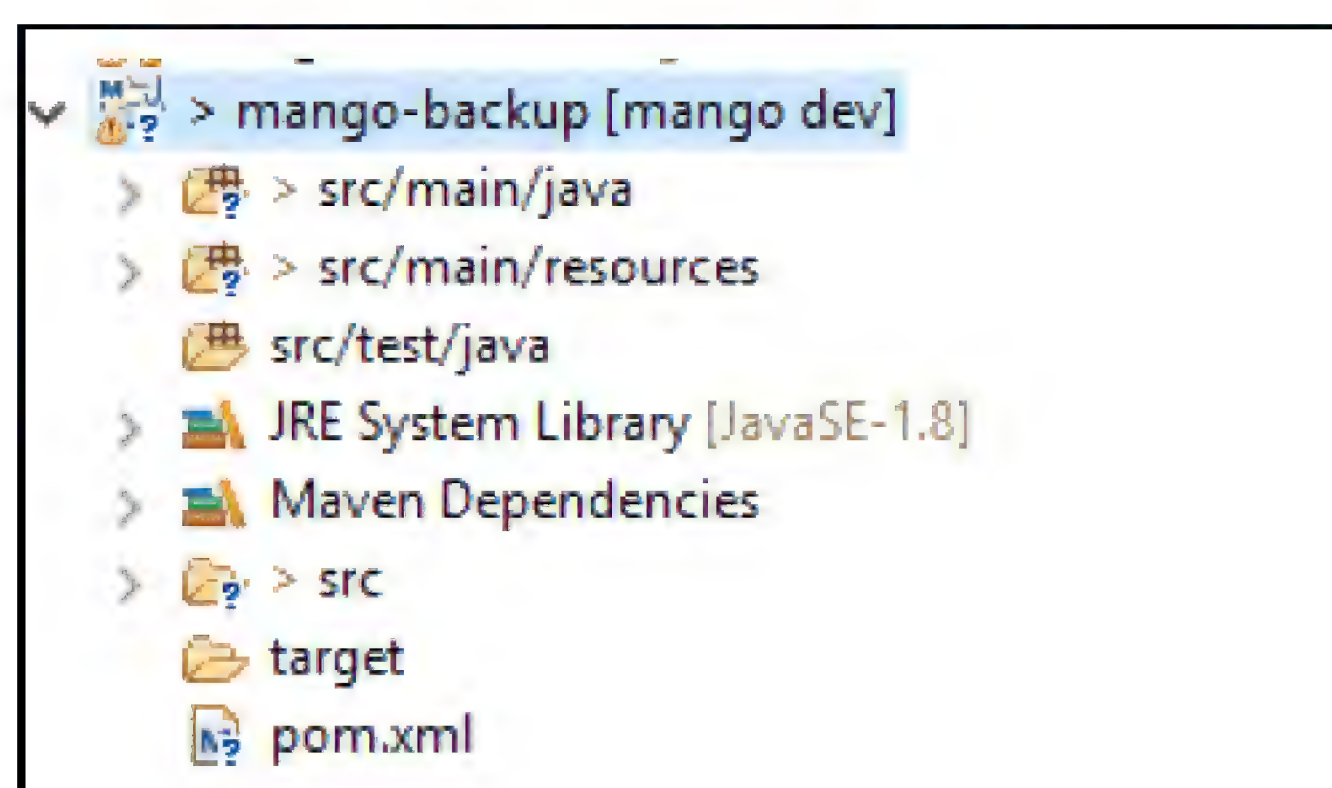 > mango-backup [mango dev]
> src/main/java
> src/main/resources
src/test/java
JRE System Library [JavaSE-1.8]
Maven Dependencies
> src
target
pom.xml